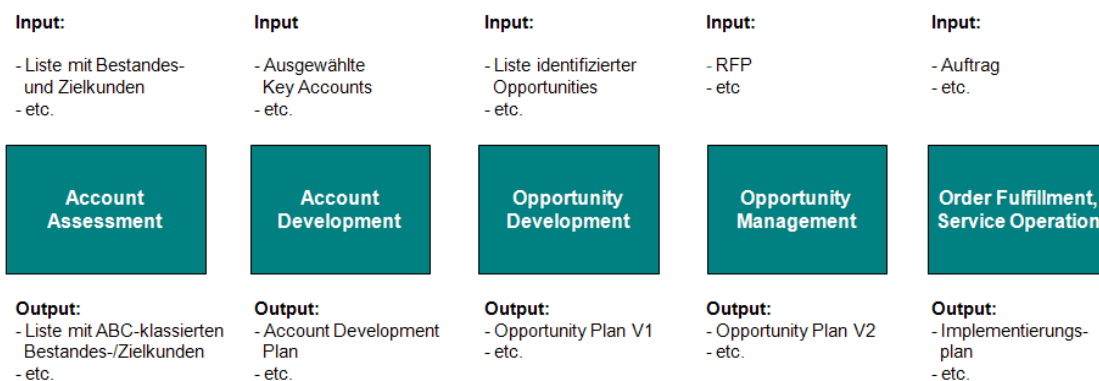 Input:
- Liste mit Bestandes-
und Zielkunden
- etc.
Input
- Ausgewählte
Key Accounts
- etc.
Input:
- Liste identifizierter
Opportunities
- etc.
Input:
- RFP
- etc
Input:
- Auftrag
- etc.
Account
Assessment
Account
Development
Opportunity
Development
Opportunity
Management
Order Fulfillment,
Service Operation
Output:
- Liste mit ABC-klassierten
Bestandes-/Zielkunden
- etc.
Output:
- Account Development
Plan
- etc.
Output:
- Opportunity Plan V1
- etc.
Output:
- Opportunity Plan V2
- etc.
Output:
- Implementierungs-
plan
- etc.